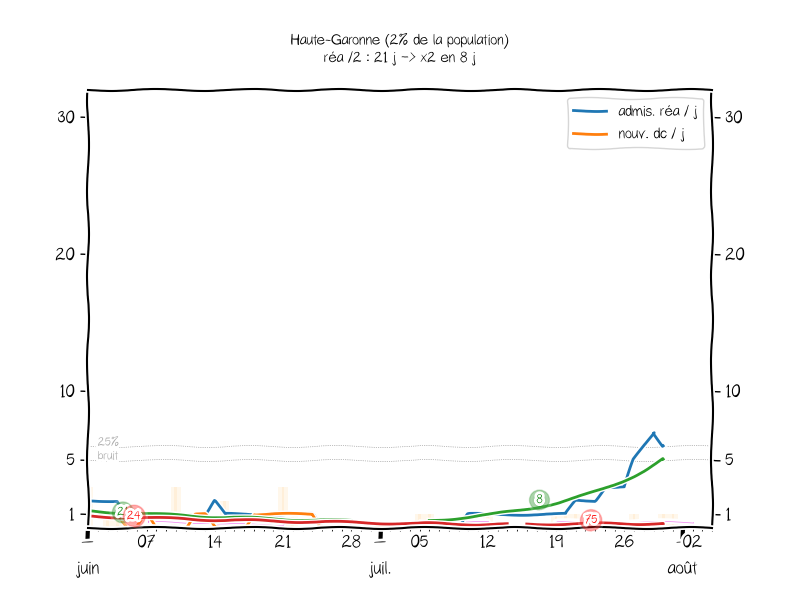 Haute-Garonne (2% de la population)
réa /2 : 21 j -> x2 en 8 j
admis. réa / j
nouv. dc / j
30 30
20 20
10 10
25%
bruit
5 5
8
24
75
1 1
07 14 21 28 05 12 19 26 02
juin juil. août